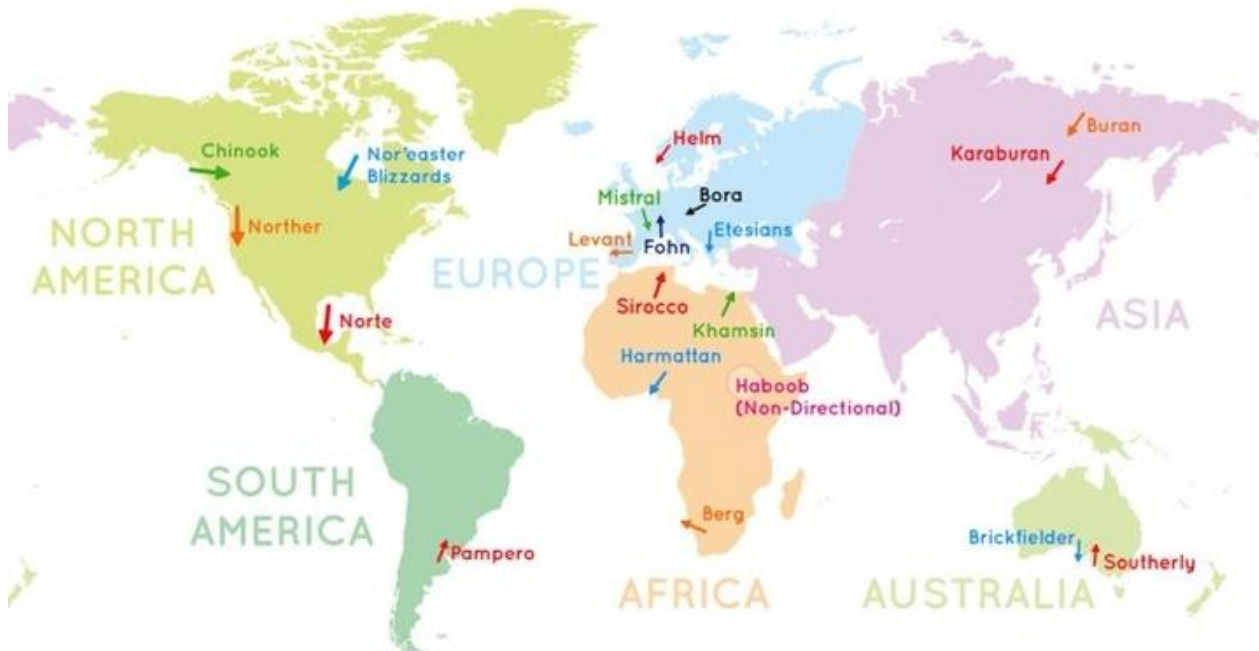 Chinook
Nor'easter
Blizzards
Norther
NORTH
AMERICA
Norte
Helm
Mistral
Bora
Levant
Fohn
Etesians
EUROPE
Sirocco
Khamsin
Buran
Karaburan
ASIA
Harmattan
Haboob
(Non-Directional)
SOUTH
AMERICA
Pampero
Berg
AFRICA
Brickfielder
Southerly
AUSTRALIA